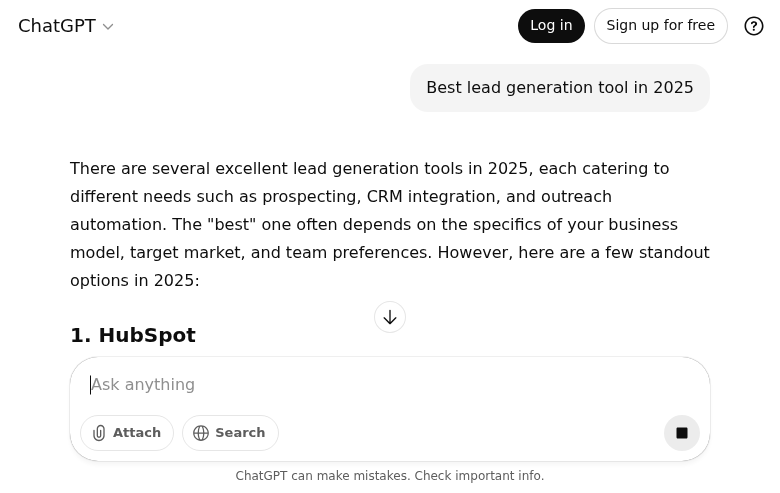 ChatGPT
Log in
Sign up for free
Best lead generation tool in 2025
There are several excellent lead generation tools in 2025, each catering to
different needs such as prospecting, CRM integration, and outreach
automation. The "best" one often depends on the specifics of your business
model, target market, and team preferences. However, here are a few standout
options in 2025:
1. HubSpot
Ask anything
Attach
Search
ChatGPT can make mistakes. Check important info.